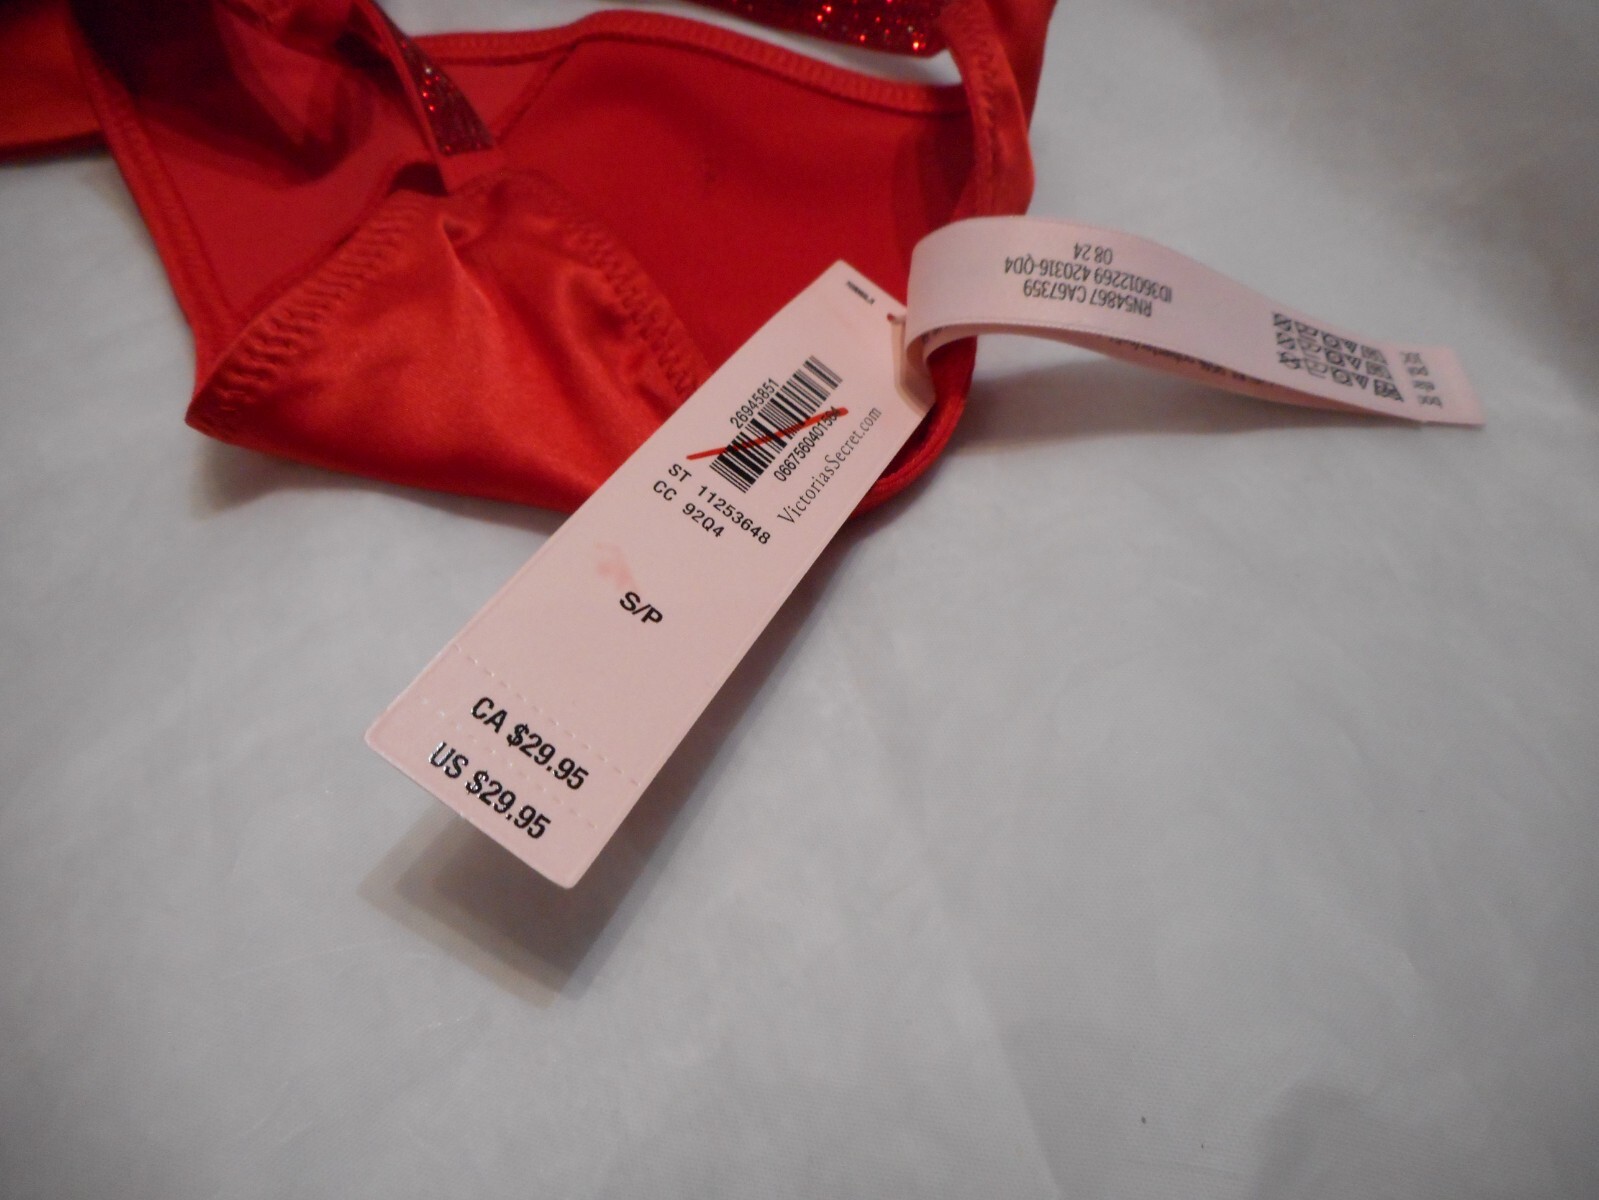 26945851
VictoriasSecret.com
ST 11253648
CC 92Q4
S/P
CA $29.95
US $29.95
RN54867 CA67359
ID36012269 420316-QD4
08 24